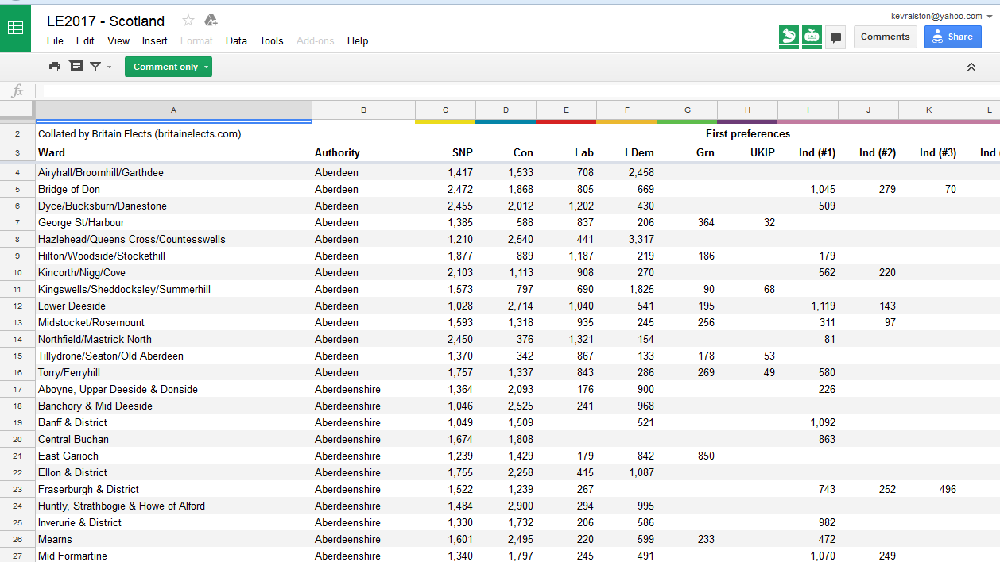 LE2017 - Scotland
kevralston@yahoo.com
File Edit View Insert Format Data Tools Add-ons Help
Comments Share
Comment only
fx
A B C D E F G H I J K L
2 Collated by Britain Elects (britainelects.com) First preferences
3 Ward Authority SNP Con Lab LDem Grn UKIP Ind (#1) Ind (#2) Ind (#3) Ind
4 Airyhall/Broomhill/Garthdee Aberdeen 1,417 1,533 708 2,458
5 Bridge of Don Aberdeen 2,472 1,868 805 669 1,045 279 70
6 Dyce/Bucksburn/Danestone Aberdeen 2,455 2,012 1,202 430 509
7 George St/Harbour Aberdeen 1,385 588 837 206 364 32
8 Hazlehead/Queens Cross/Countesswells Aberdeen 1,210 2,540 441 3,317
9 Hilton/Woodside/Stockethill Aberdeen 1,877 889 1,187 219 186 179
10 Kincorth/Nigg/Cove Aberdeen 2,103 1,113 908 270 562 220
11 Kingswells/Sheddocksley/Summerhill Aberdeen 1,573 797 690 1,825 90 68
12 Lower Deeside Aberdeen 1,028 2,714 1,040 541 195 1,119 143
13 Midstocket/Rosemount Aberdeen 1,593 1,318 935 245 256 311 97
14 Northfield/Mastrick North Aberdeen 2,450 376 1,321 154 81
15 Tillydrone/Seaton/Old Aberdeen Aberdeen 1,370 342 867 133 178 53
16 Torry/Ferryhill Aberdeen 1,757 1,337 843 286 269 49 580
17 Aboyne, Upper Deeside & Donside Aberdeenshire 1,364 2,093 176 900 226
18 Banchory & Mid Deeside Aberdeenshire 1,046 2,525 241 968
19 Banff & District Aberdeenshire 1,049 1,509 521 1,092
20 Central Buchan Aberdeenshire 1,674 1,808 863
21 East Garioch Aberdeenshire 1,239 1,429 179 842 850
22 Ellon & District Aberdeenshire 1,755 2,258 415 1,087
23 Fraserburgh & District Aberdeenshire 1,522 1,239 267 743 252 496
24 Huntly, Strathbogie & Howe of Alford Aberdeenshire 1,484 2,900 294 995
25 Inverurie & District Aberdeenshire 1,330 1,732 206 586 982
26 Mearns Aberdeenshire 1,601 2,495 220 599 233 472
27 Mid Formartine Aberdeenshire 1,340 1,797 245 491 1,070 249